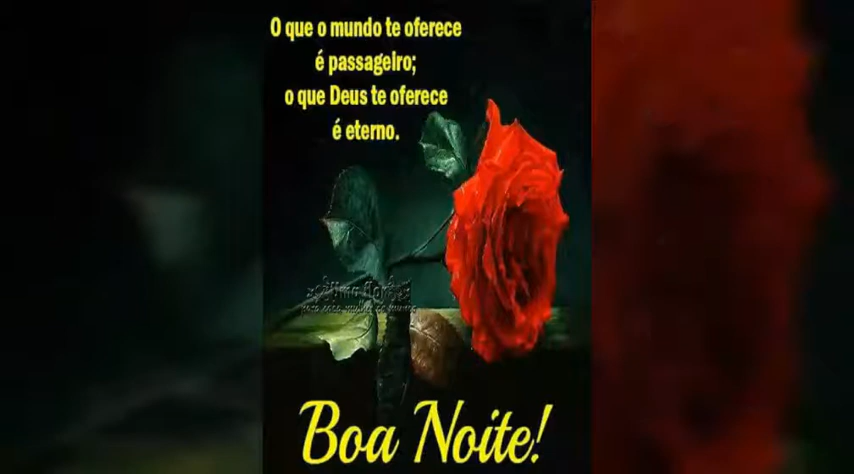 O que o mundo te oferece
é passageiro;
o que Deus te oferece
é eterno.
Boa Noite!